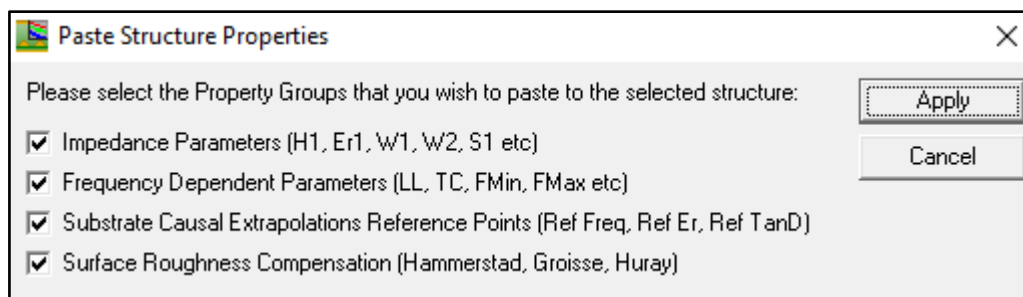 Paste Structure Properties
Please select the Property Groups that you wish to paste to the selected structure:
Apply
Impedance Parameters (H1, Er1, W1, W2, S1 etc)
Cancel
Frequency Dependent Parameters (LL, TC, FMin, FMax etc)
Substrate Causal Extrapolations Reference Points (Ref Freq, Ref Er, Ref TanD)
Surface Roughness Compensation (Hammerstad, Groisse, Huray)